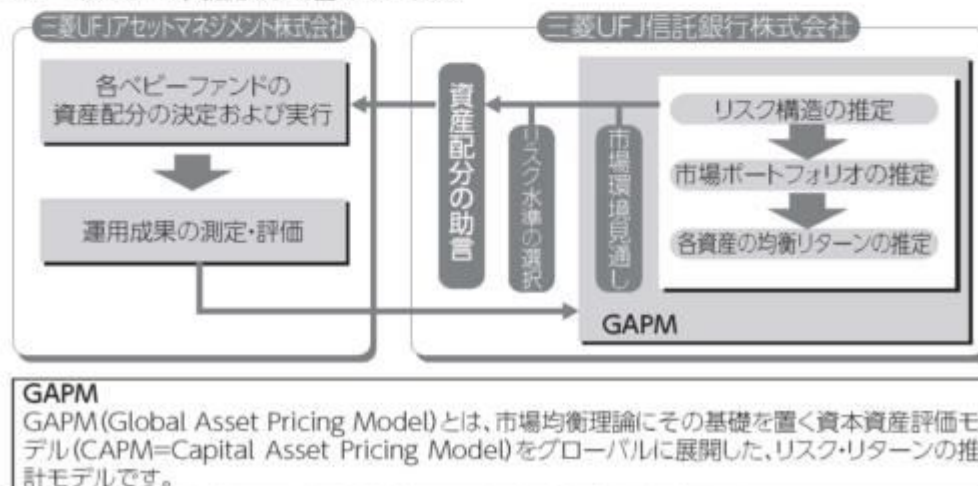 三菱UFJアセットマネジメント株式会社
各ベビーファンドの
資産配分の決定および実行
運用成果の測定・評価
三菱UFJ信託銀行株式会社
資産配分の助言
リスク水準の選択
市場環境見通し
リスク構造の推定
市場ポートフォリオの推定
各資産の均衡リターンの推定
GAPM
GAPM
GAPM(Global Asset Pricing Model)とは、市場均衡理論にその基礎を置く資本資産評価モ
デル(CAPM=Capital Asset Pricing Model)をグローバルに展開した、リスク・リターンの推
計モデルです。